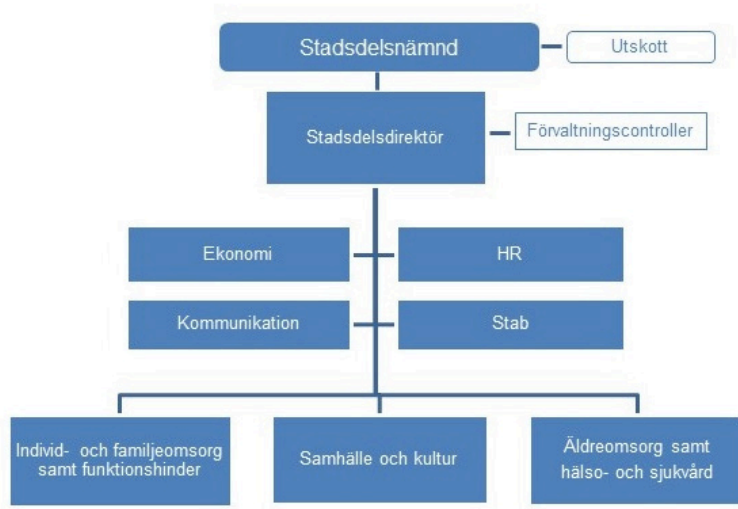 Stadsdelsnämnd
Utskott
Stadsdelsdirektör
Förvaltningscontroller
Ekonomi
HR
Kommunikation
Stab
Individ- och familjeomsorg
samt funktionshinder
Samhälle och kultur
Äldreomsorg samt
hälso- och sjukvård